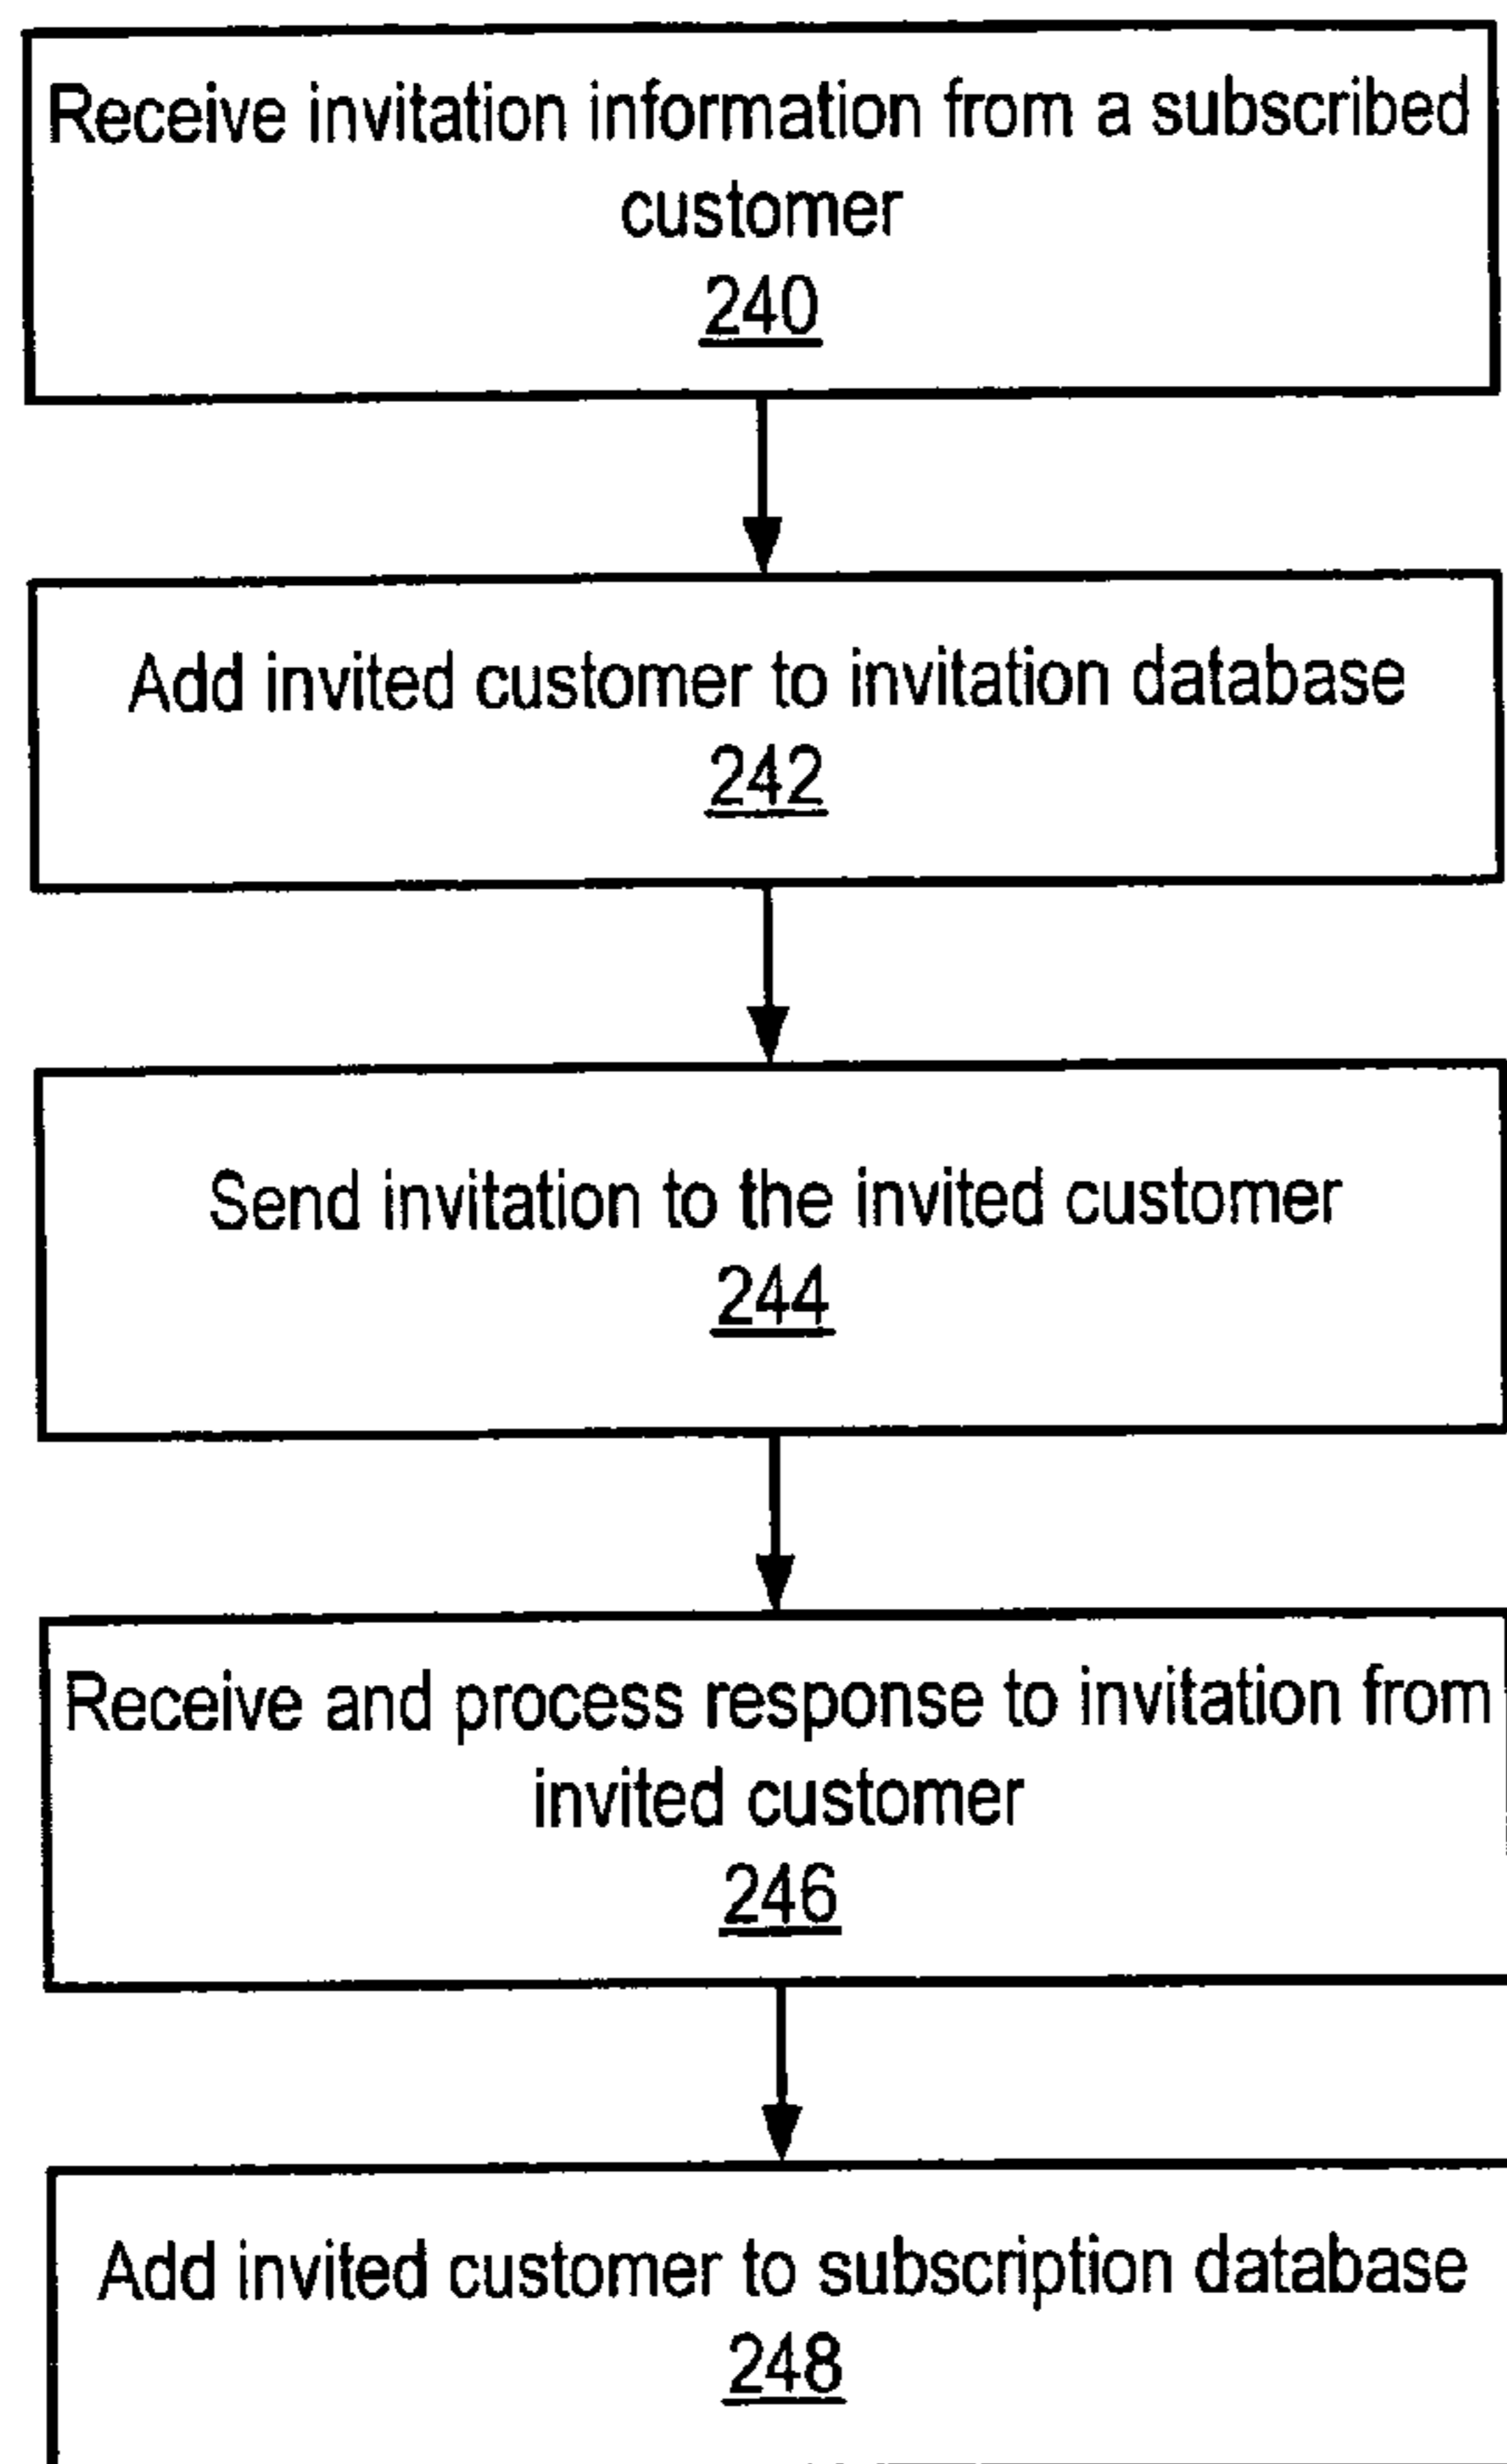 Receive invitation information from a subscribed
customer
240
Add invited customer to invitation database
242
Send invitation to the invited customer
244
Receive and process response to invitation from
invited customer
246
Add invited customer to subscription database
248